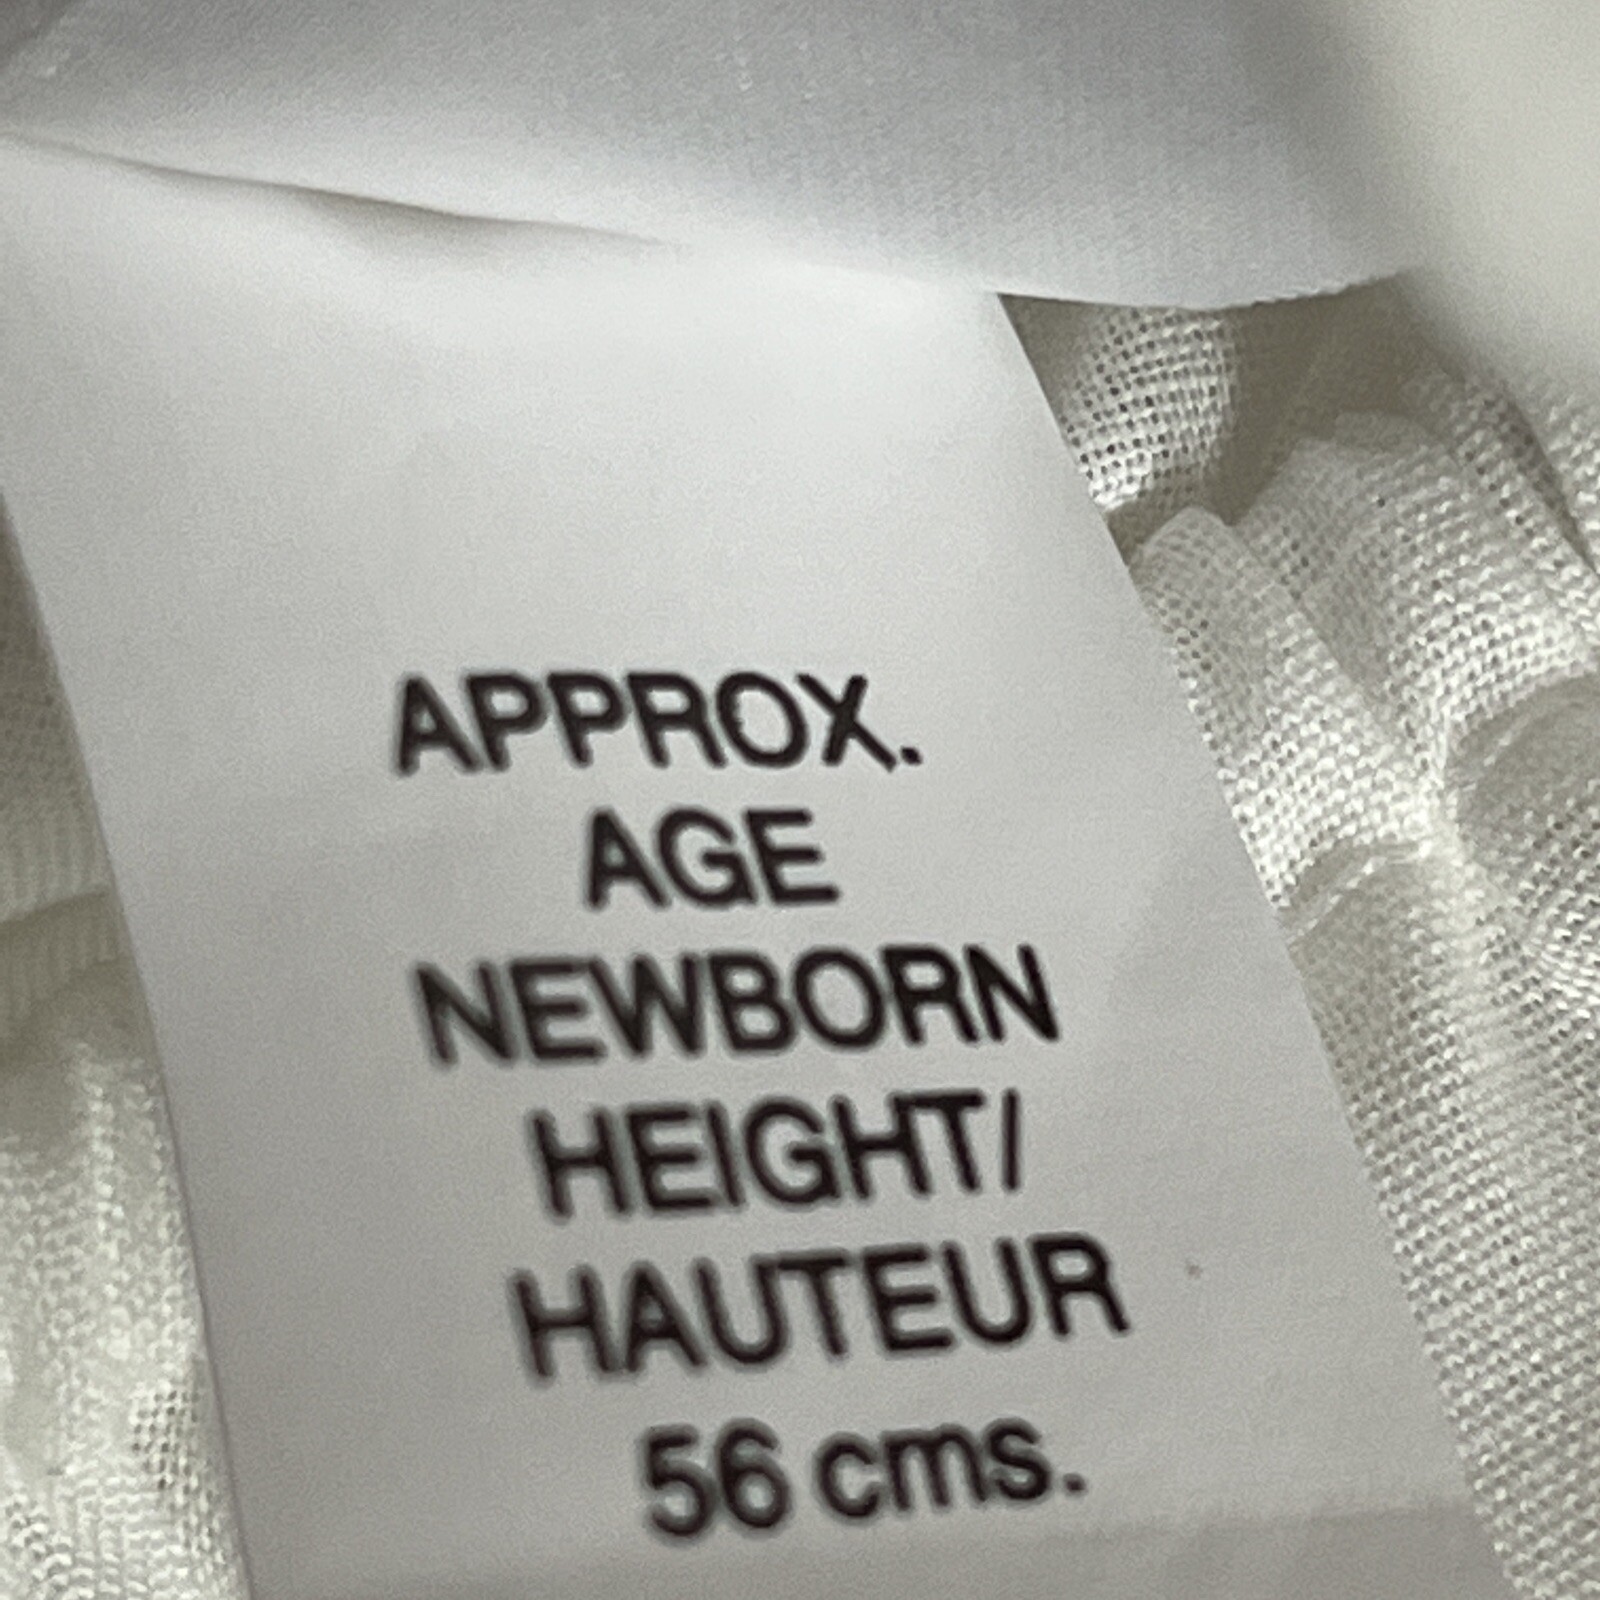 APPROX.
AGE
NEWBORN
HEIGHT/
HAUTEUR
56 cms.